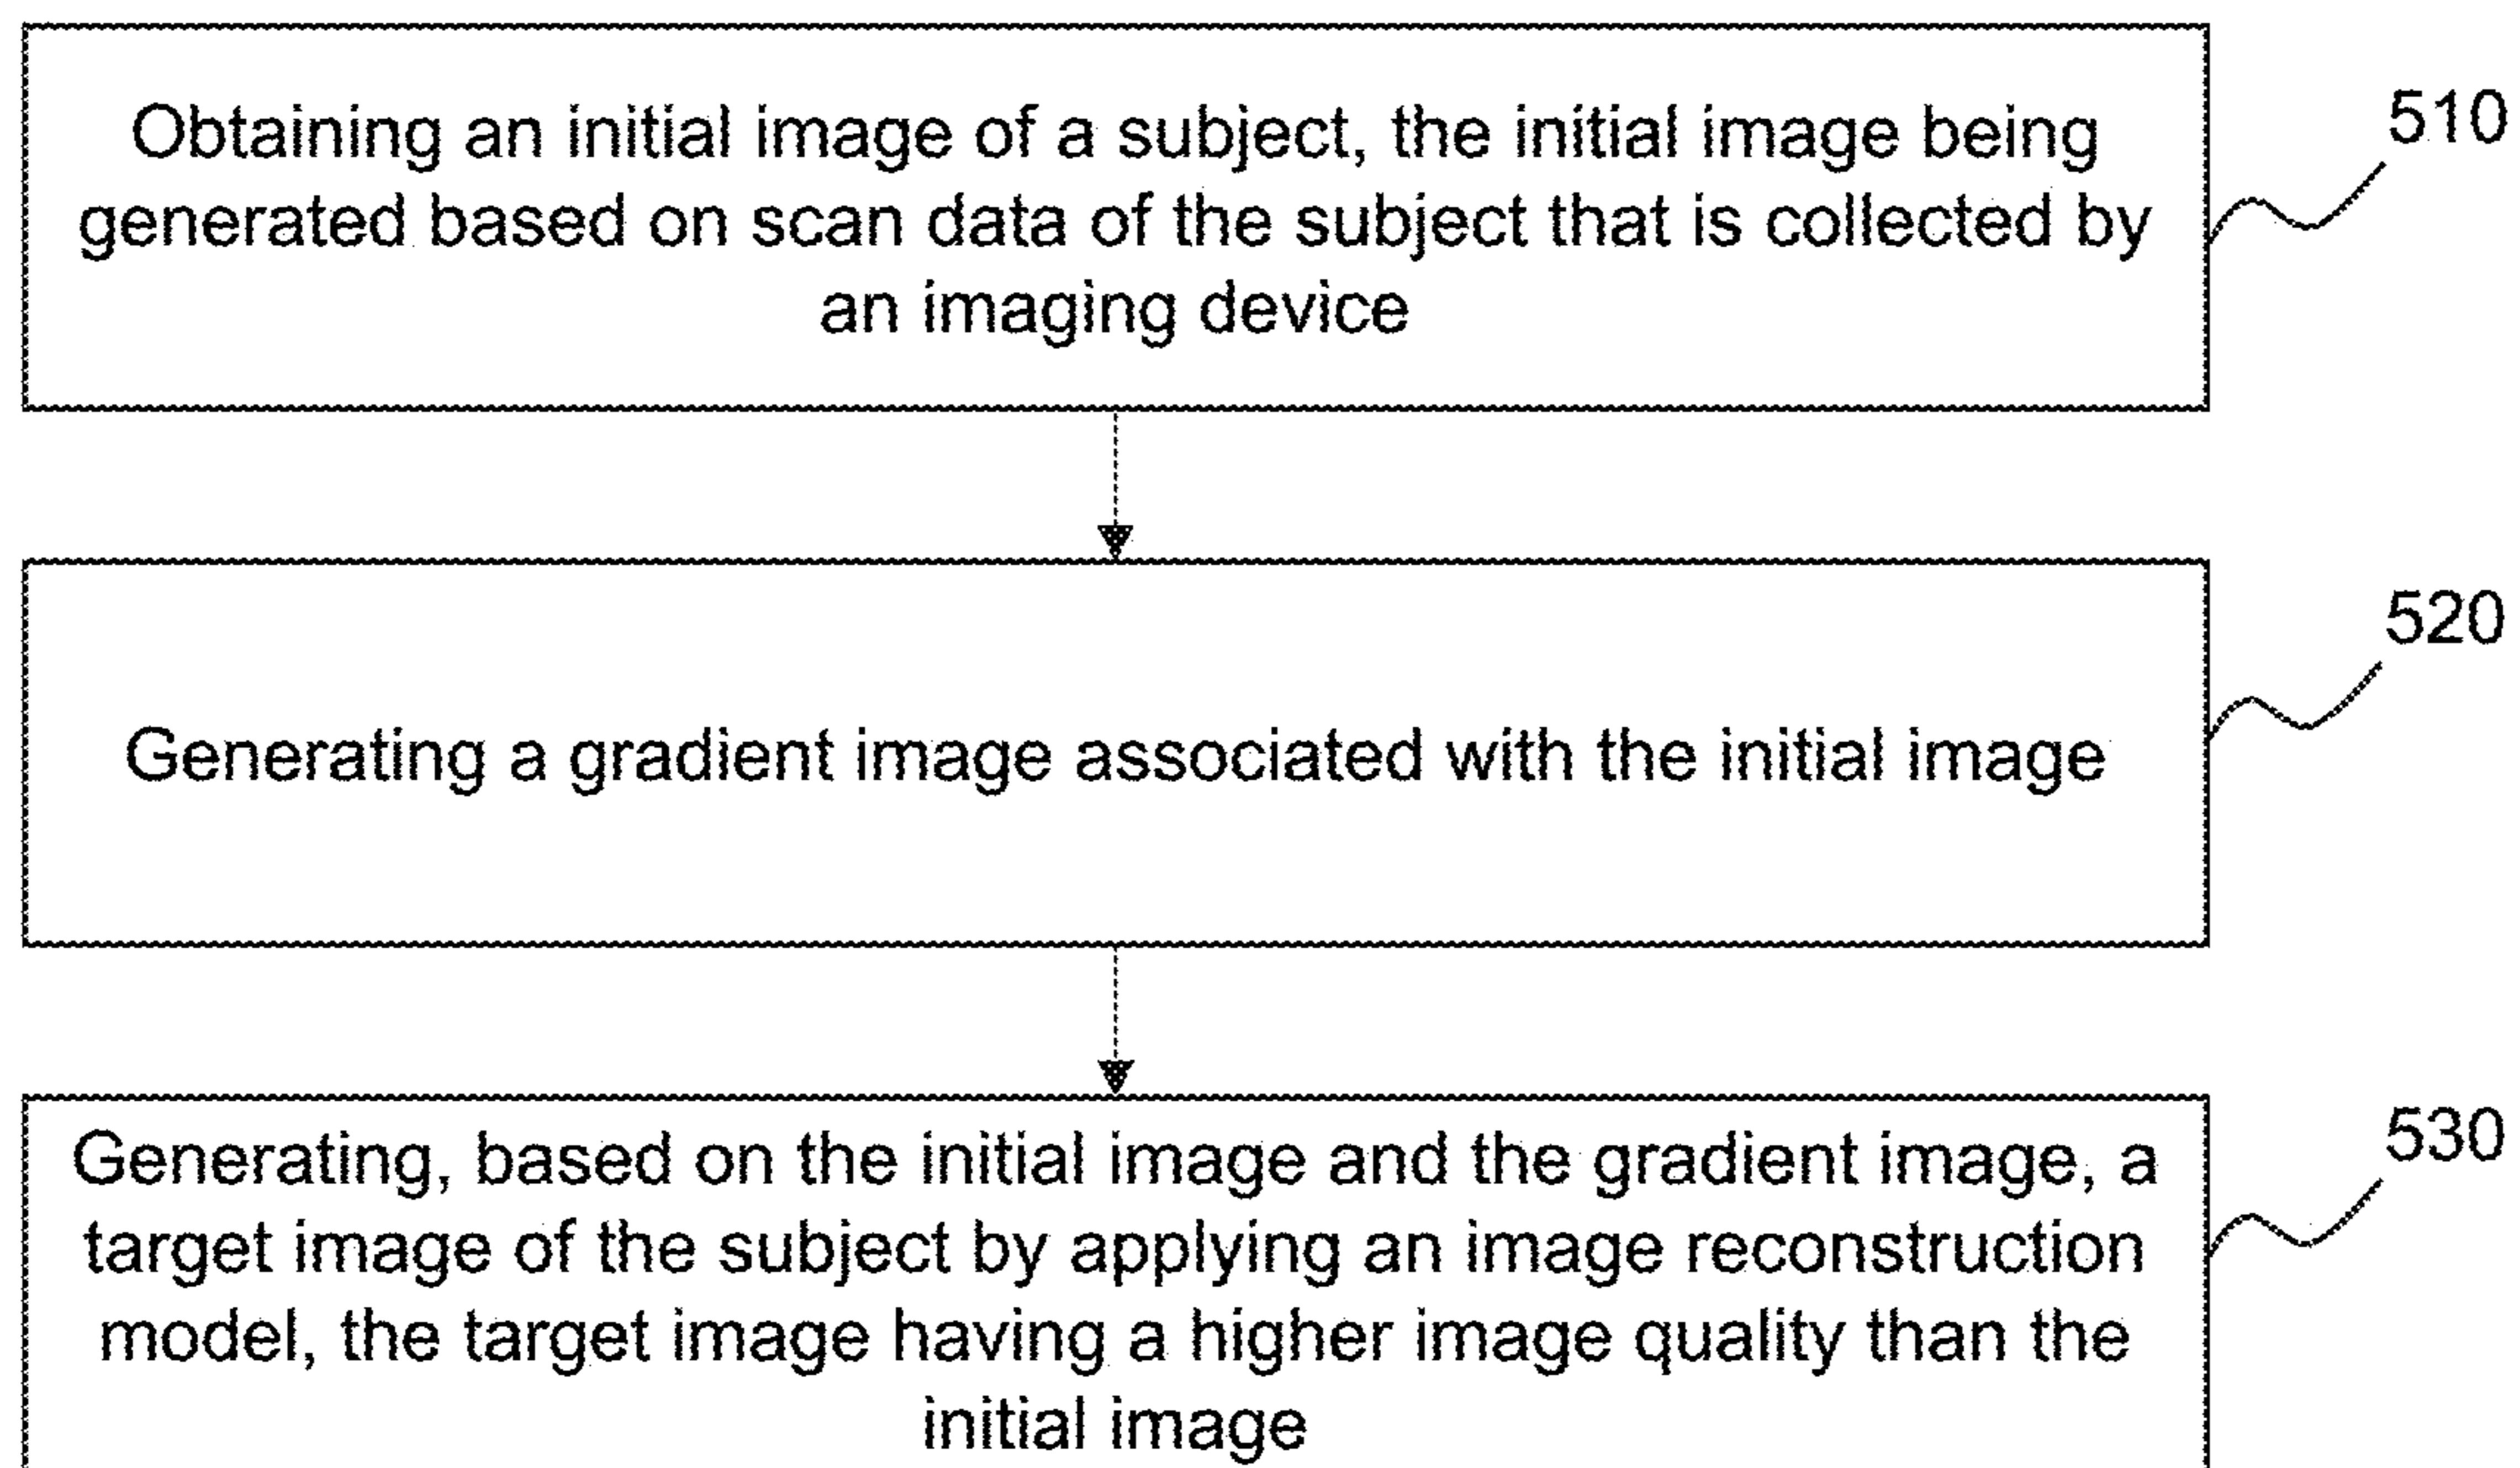 Obtaining an initial image of a subject, the initial image being
generated based on scan data of the subject that is collected by
an imaging device
510
Generating a gradient image associated with the initial image
520
Generating, based on the initial image and the gradient image, a
target image of the subject by applying an image reconstruction
model, the target image having a higher image quality than the
initial image
530